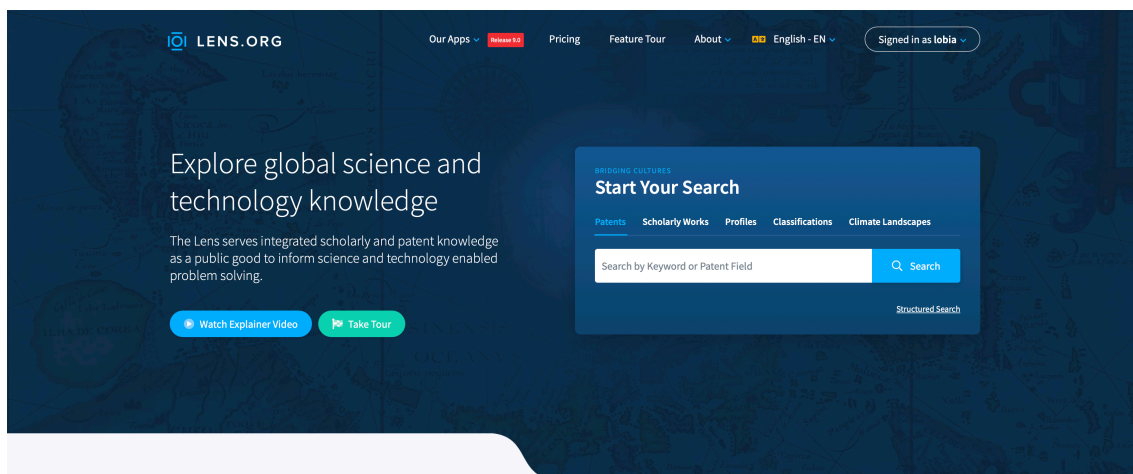 LENS.ORG
Our Apps Release 9.0 Pricing Feature Tour About English - EN Signed in as lobia
Explore global science and
technology knowledge
The Lens serves integrated scholarly and patent knowledge
as a public good to inform science and technology enabled
problem solving.
Watch Explainer Video Take Tour
BRIDGING CULTURES
Start Your Search
Patents Scholarly Works Profiles Classifications Climate Landscapes
Search by Keyword or Patent Field Search
Structured Search